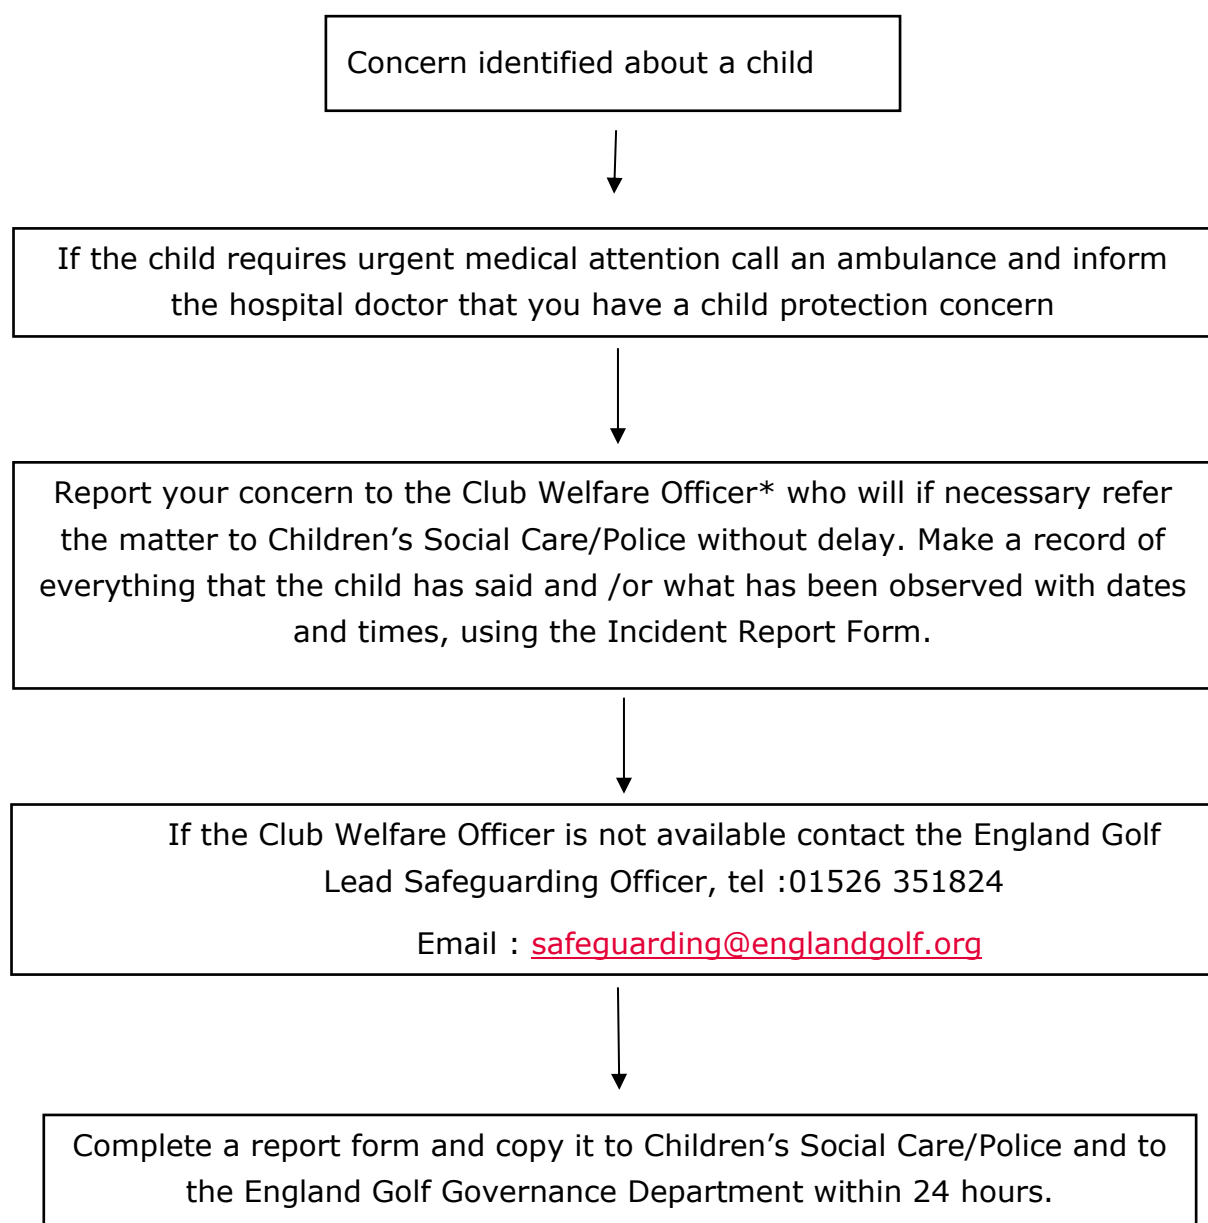 Concern identified about a child
If the child requires urgent medical attention call an ambulance and inform
the hospital doctor that you have a child protection concern
Report your concern to the Club Welfare Officer* who will if necessary refer
the matter to Children’s Social Care/Police without delay. Make a record of
everything that the child has said and /or what has been observed with dates
and times, using the Incident Report Form.
If the Club Welfare Officer is not available contact the England Golf
Lead Safeguarding Officer, tel :01526 351824
Email : safeguarding@englandgolf.org
Complete a report form and copy it to Children’s Social Care/Police and to
the England Golf Governance Department within 24 hours.